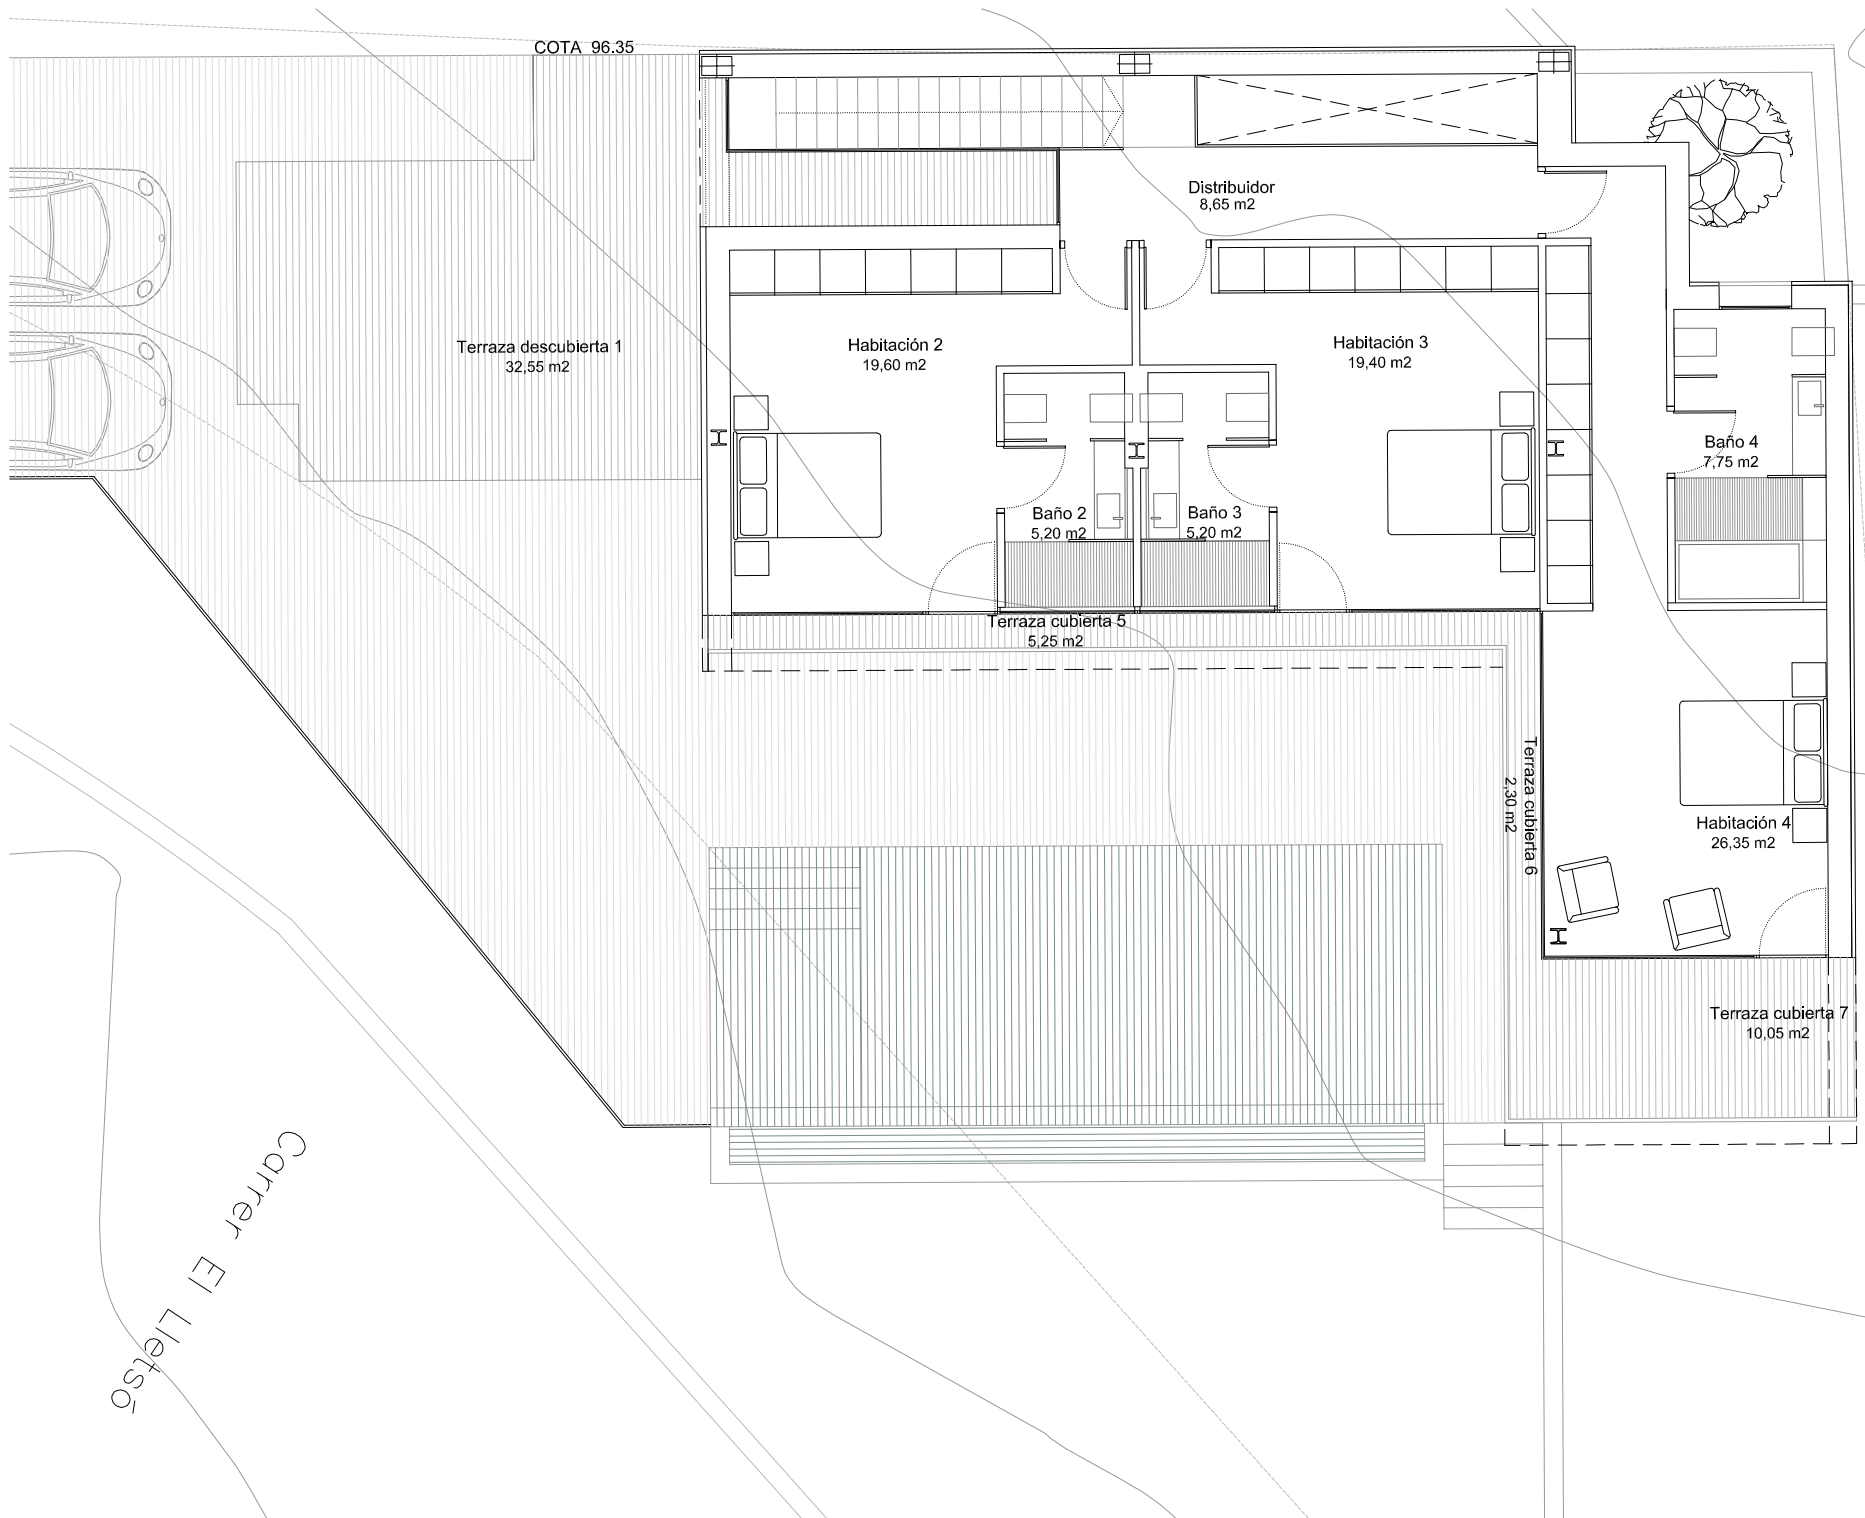 COTA 96.35
Distribuidor
8,65 m2
Terraza descubierta 1
32,55 m2
Habitación 2
19,60 m2
Habitación 3
19,40 m2
Baño 4
7,75 m2
Baño 2
5,20 m2
Baño 3
5,20 m2
Terraza cubierta 5
5,25 m2
Terraza cubierta 6
2,30 m2
Habitación 4
26,35 m2
Terraza cubierta 7
10,05 m2
Carrer El Lletsó